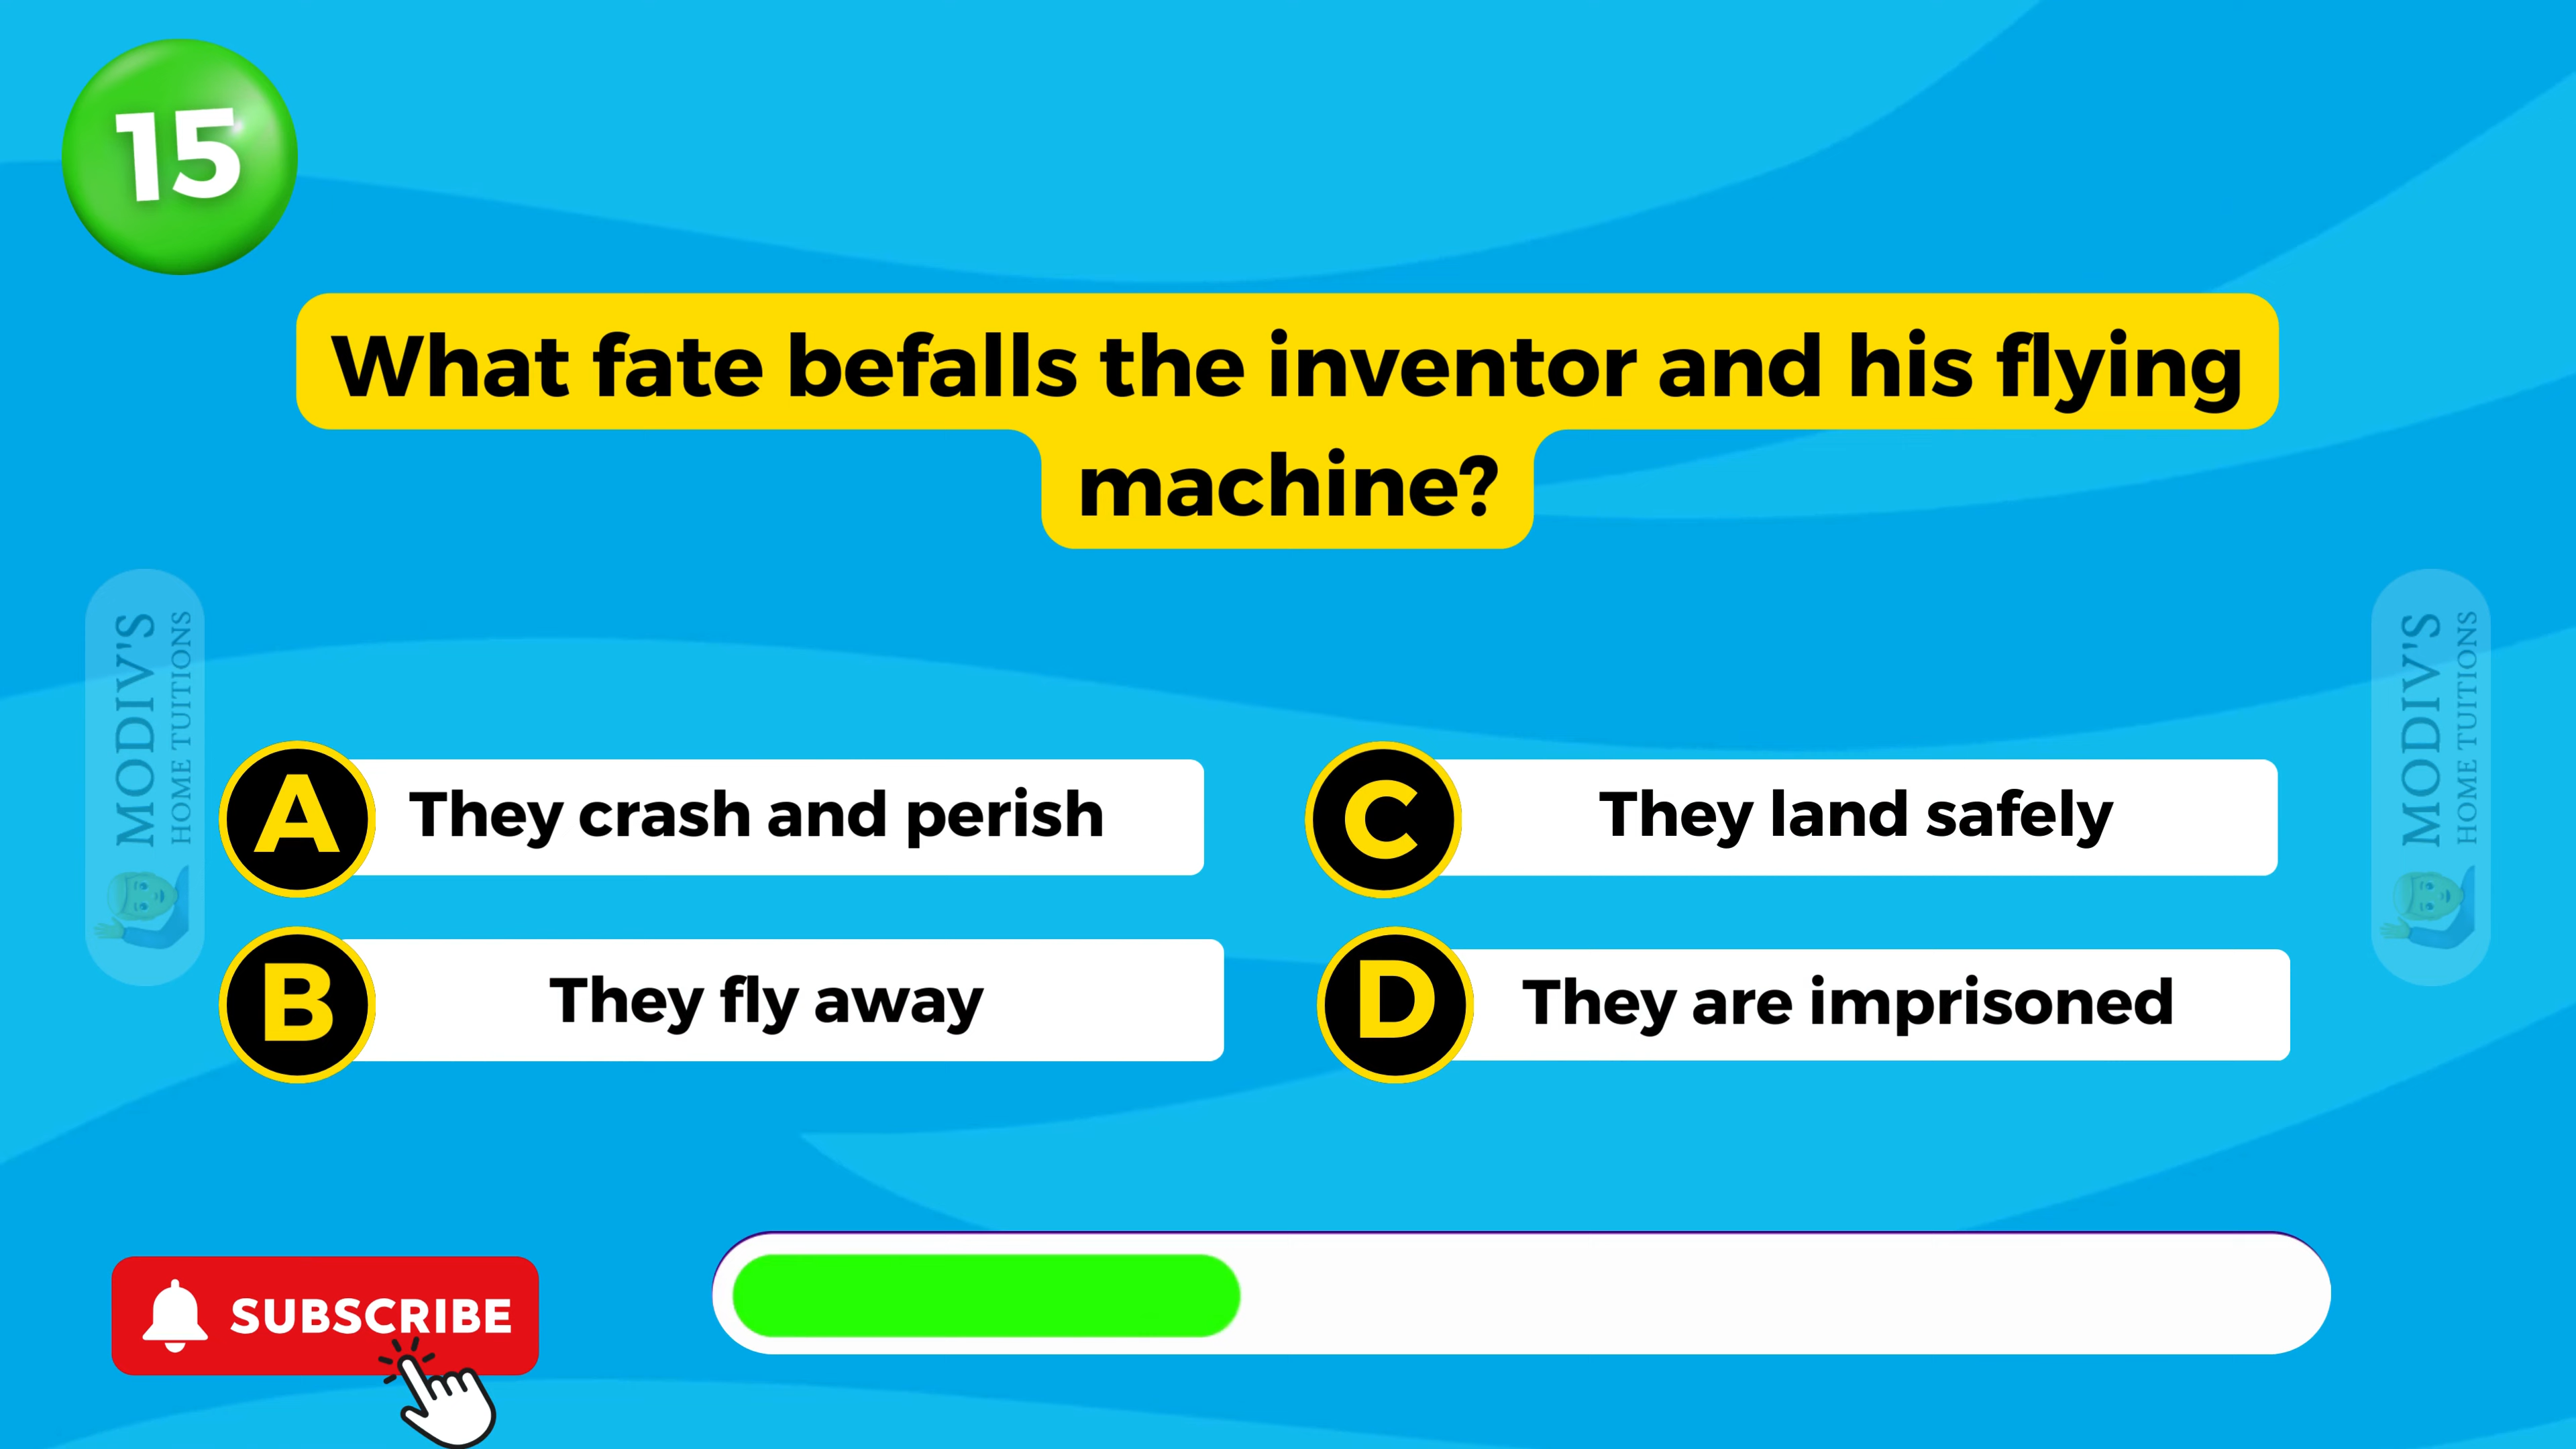 15
What fate befalls the inventor and his flying
machine?
MODIV'S
HOME TUITIONS
A They crash and perish
B They fly away
C They land safely
D They are imprisoned
MODIV'S
HOME TUITIONS
SUBSCRIBE